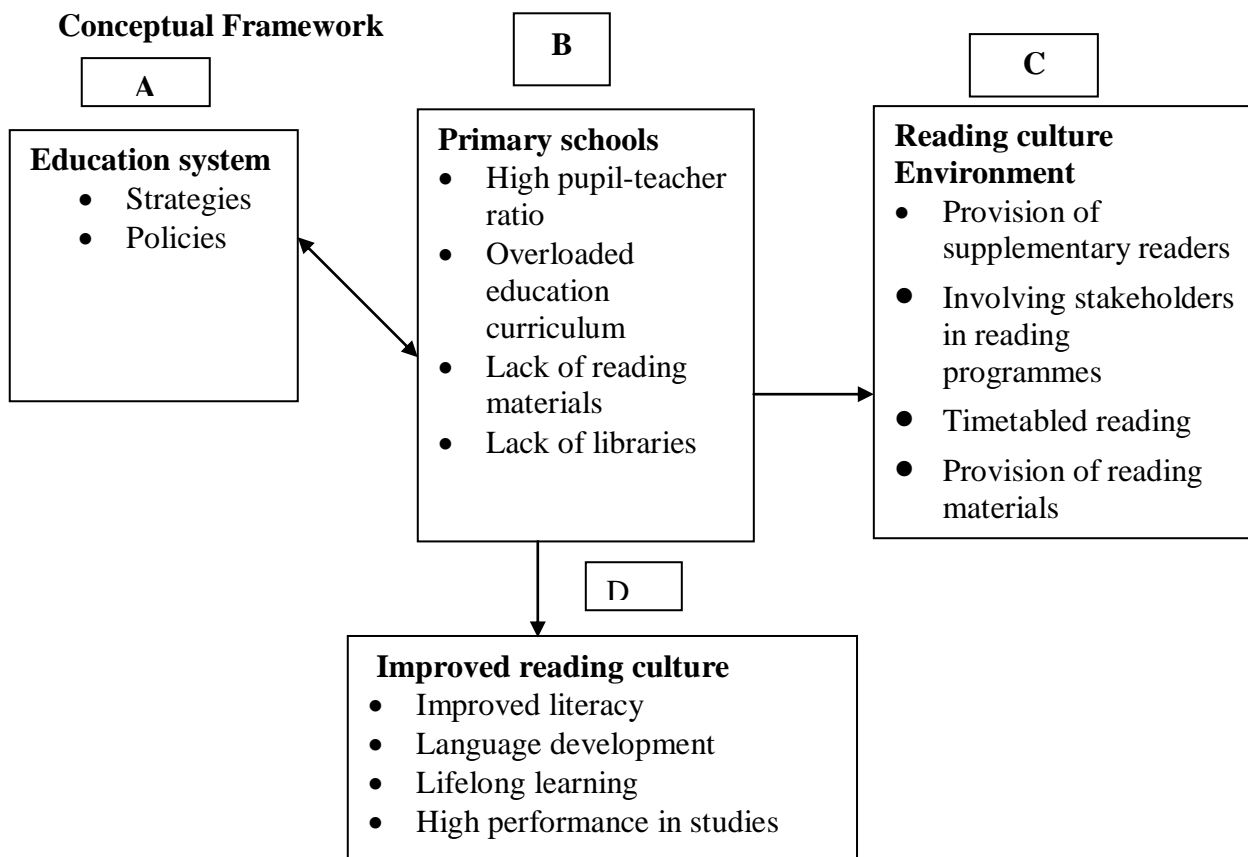 Conceptual Framework
A
Education system
• Strategies
• Policies
B
Primary schools
• High pupil-teacher
ratio
• Overloaded
education
curriculum
• Lack of reading
materials
• Lack of libraries
C
Reading culture
Environment
• Provision of
supplementary readers
• Involving stakeholders
in reading
programmes
• Timetabled reading
• Provision of reading
materials
D
Improved reading culture
• Improved literacy
• Language development
• Lifelong learning
• High performance in studies